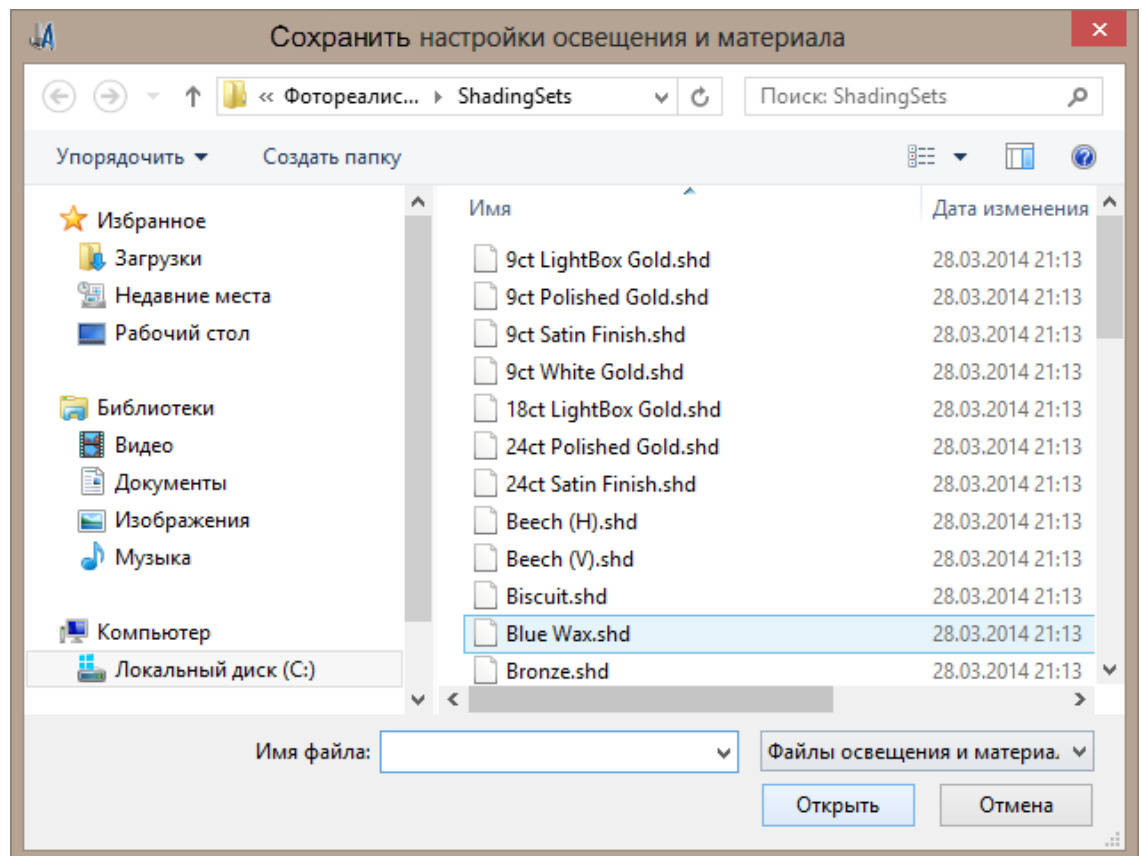 Сохранить настройки освещения и материала
« Фотореалис... ShadingSets Поиск: ShadingSets
Упорядочить Создать папку
Избранное
Загрузки
Недавние места
Рабочий стол
Библиотеки
Видео
Документы
Изображения
Музыка
Компьютер
Локальный диск (C:)
Имя Дата изменения
9ct LightBox Gold.shd 28.03.2014 21:13
9ct Polished Gold.shd 28.03.2014 21:13
9ct Satin Finish.shd 28.03.2014 21:13
9ct White Gold.shd 28.03.2014 21:13
18ct LightBox Gold.shd 28.03.2014 21:13
24ct Polished Gold.shd 28.03.2014 21:13
24ct Satin Finish.shd 28.03.2014 21:13
Beech (H).shd 28.03.2014 21:13
Beech (V).shd 28.03.2014 21:13
Biscuit.shd 28.03.2014 21:13
Blue Wax.shd 28.03.2014 21:13
Bronze.shd 28.03.2014 21:13
Имя файла: Файлы освещения и материа.
Открыть Отмена